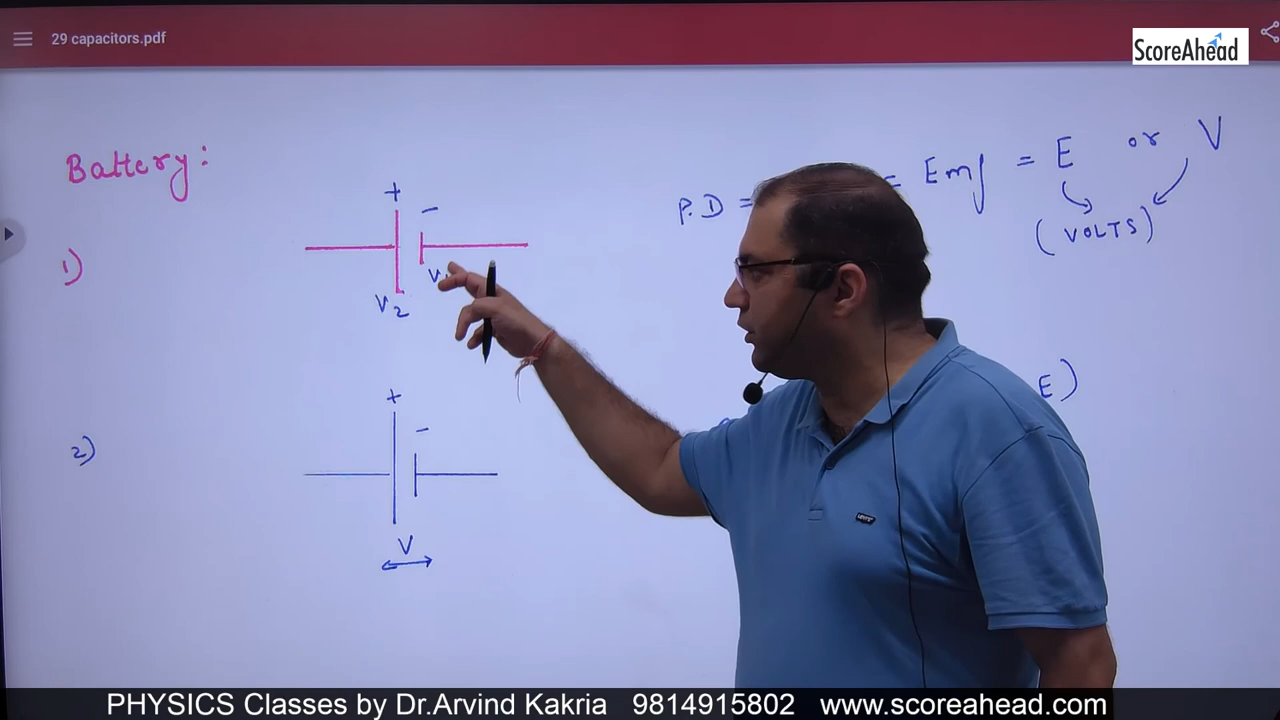 29 capacitors.pdf
ScoreAhead
Battery:
P.D = = Emf = E or V
(VOLTS)
1)
+
-
V2
E)
2)
+
-
V
PHYSICS Classes by Dr.Arvind Kakria 9814915802 www.scoreahead.com